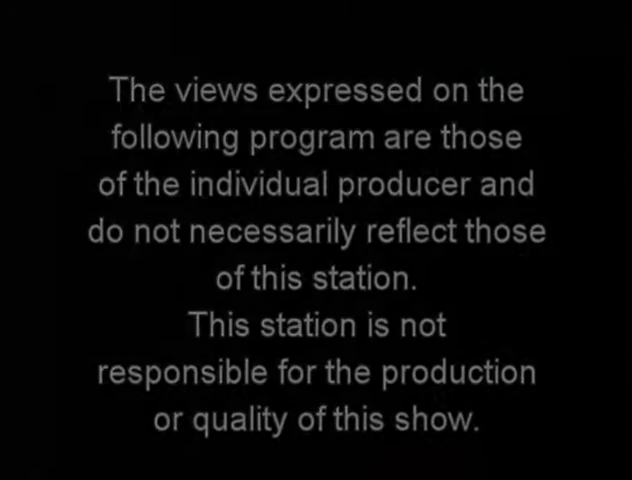 The views expressed on the
following program are those
of the individual producer and
do not necessarily reflect those
of this station.
This station is not
responsible for the production
or quality of this show.